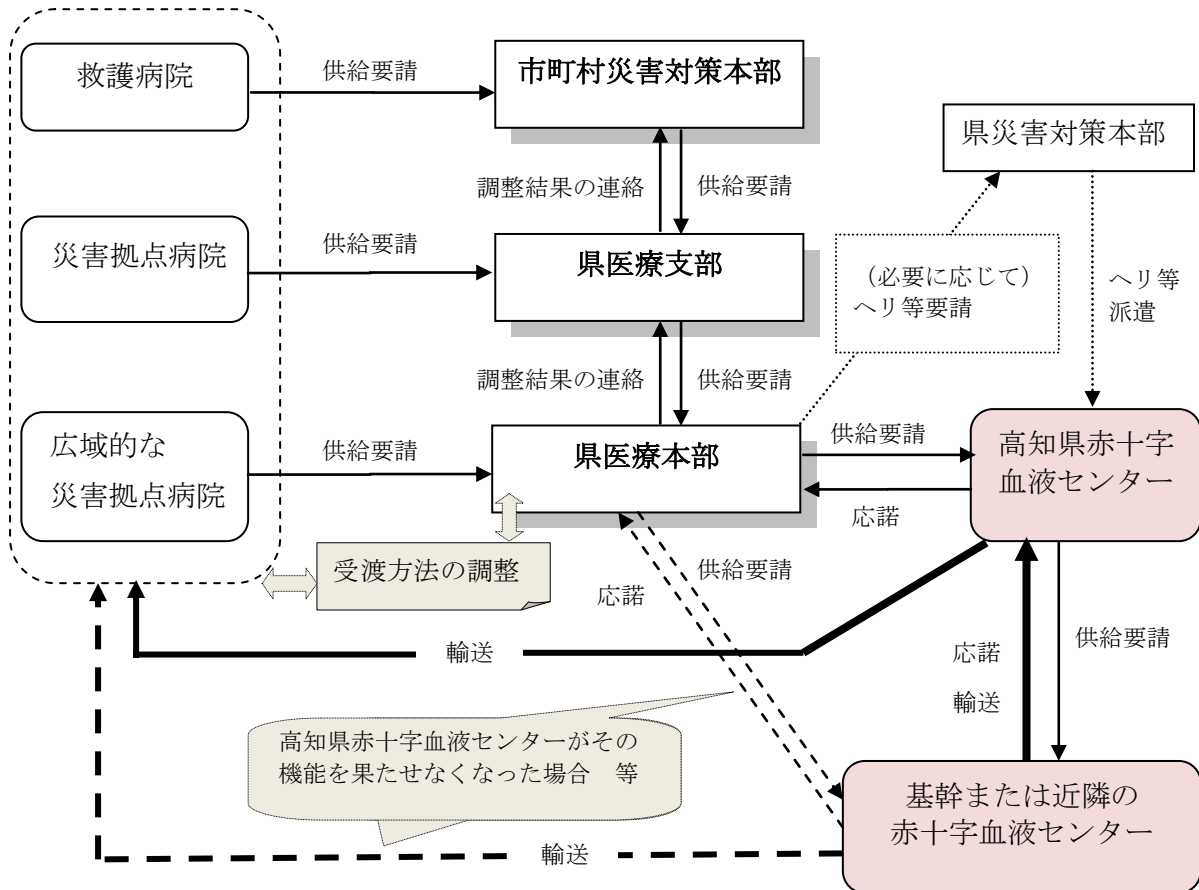 救護病院
供給要請
市町村災害対策本部
県災害対策本部
調整結果の連絡
供給要請
災害拠点病院
供給要請
県医療支部
(必要に応じて)
ヘリ等要請
ヘリ等
派遣
調整結果の連絡
供給要請
広域的な
災害拠点病院
供給要請
県医療本部
供給要請
応諾
高知県赤十字
血液センター
受渡方法の調整
供給要請
応諾
輸送
応諾
輸送
供給要請
高知県赤十字血液センターがその
機能を果たせなくなった場合 等
基幹または近隣の
赤十字血液センター
輸送